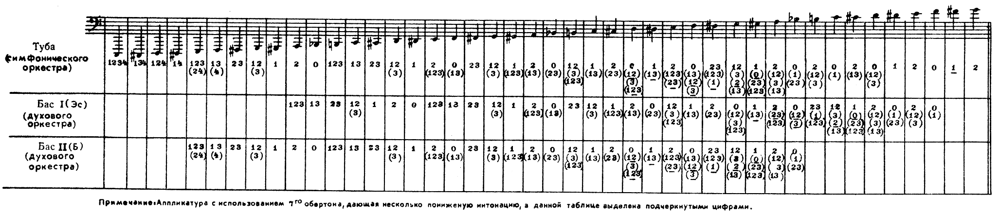 Туба
(симфонического
оркестра)
1234 134 124 14 123 13 23 12 1 2 0 123 13 23 12 1 2 0 23 12 1 2 0 12 1 2 0 1 2 0 23 12 1 2 0 2 0 2 0 1 2 0 1 2
(24) (4) (3) (3) (123) (13) (3) (123) (13) (23) (3) (13) (23) (12) (13) (123) (13) (123) (3) (0) (12) (1) (12) (1) (13) (12)
(123) (3) (23) (12) (1) (2) (23) (3) (23) (3) (3)
(123) (3) (13) (123) (13)
Бас I (Эс)
(духового
оркестра)
123 13 23 12 1 2 0 123 13 23 12 1 2 0 23 12 1 2 0 12 1 2 0 1 2 0 23 12 1 2 0 2 0
(3) (3) (123) (13) (3) (123) (13) (23) (3) (13) (23) (12) (13) (23) (12) (1) (3) (0) (12) (1) (12) (1)
(123) (3) (123) (3) (123) (2) (23) (3) (23) (3)
(123) (13) (123) (13)
Бас II (Б)
(духового
оркестра)
123 13 23 12 1 2 0 123 13 23 12 1 2 0 23 12 1 2 0 12 1 2 0 1 2 0 23 12 1 2 0
(24) (4) (3) (3) (123) (13) (3) (123) (13) (23) (3) (13) (23) (12) (13) (123) (13) (123) (3) (0) (12) (1)
(123) (3) (23) (12) (1) (2) (23) 3) (23)
(123) (3) (13) (123) (13)
Примечание: Аппликатура с использованием 7го обертона, дающая несколько пониженую интонацию, в данной таблице выделена подчеркнутыми цифрами.